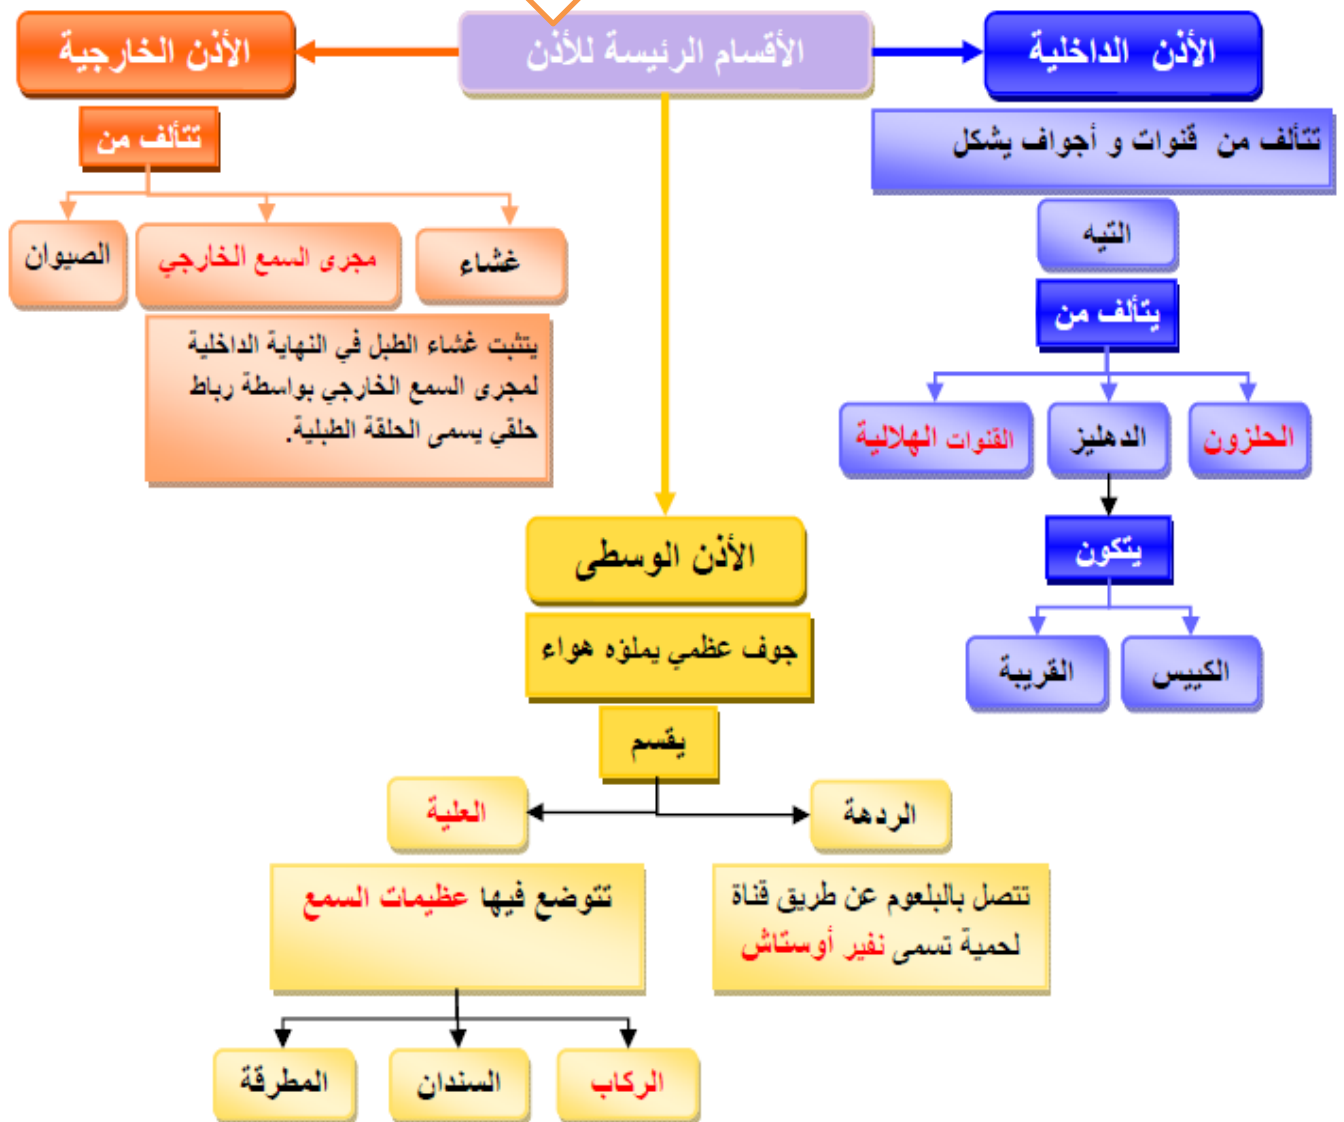 الأقسام الرئيسة للأذن
الأذن الداخلية
تتألف من قنوات و أجواف يشكل
التيه
يتألف من
الحلزون
الدهليز
القنوات الهلالية
يتكون
الكييس
القريبة
الأذن الخارجية
تتألف من
غشاء
مجرى السمع الخارجي
الصيوان
يتثبت غشاء الطبل في النهاية الداخلية
لمجرى السمع الخارجي بواسطة رباط
حلقي يسمى الحلقة الطبلية.
الأذن الوسطى
جوف عظمي يملؤه هواء
يقسم
الردهة
تتصل بالبلعوم عن طريق قناة
لحمية تسمى نفير أوستاش
العلية
تتوضع فيها عظيمات السمع
الركاب
السندان
المطرقة